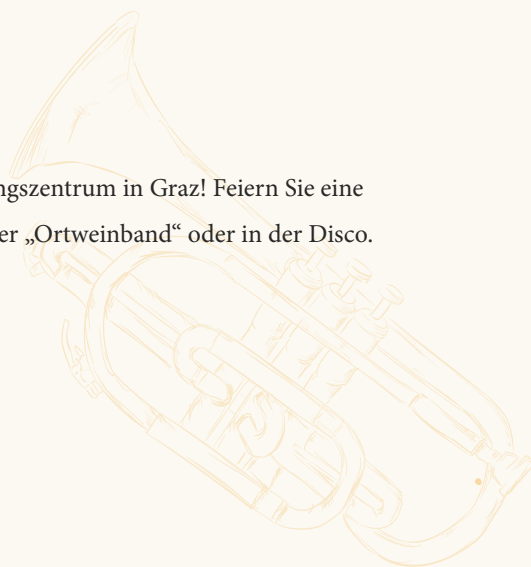 ngszentrum in Graz! Feiern Sie eine
er „Ortweinband“ oder in der Disco.